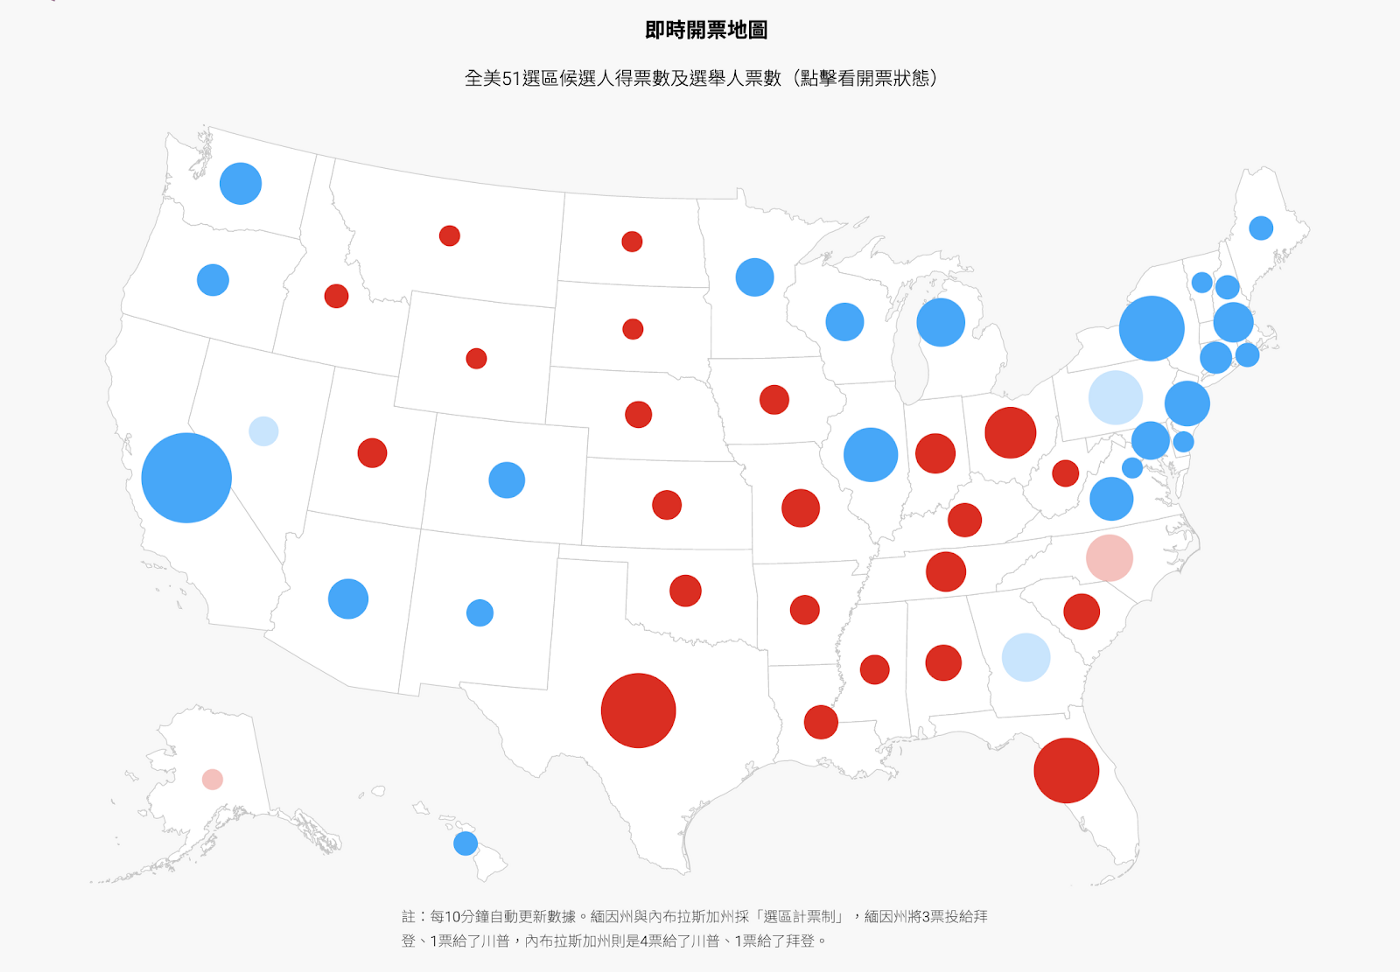 即時開票地圖
全美51選區候選人得票數及選舉人票數（點擊看開票狀態）
註：每10分鐘自動更新數據。緬因州與內布拉斯加州採「選區計票制」，緬因州將3票投給拜
登、1票給了川普，內布拉斯加州則是4票給了川普、1票給了拜登。